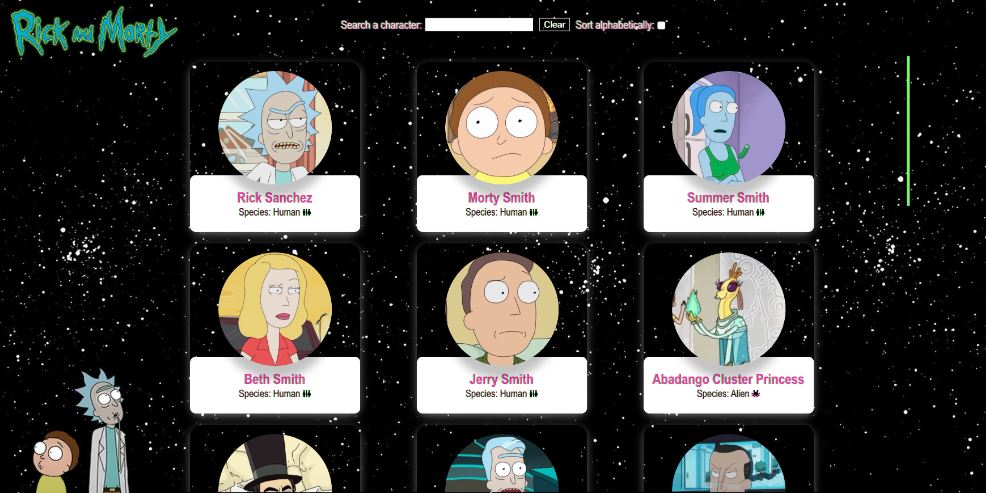 Rick and Morty
Search a character:
Clear
Sort alphabetically:
Rick Sanchez
Species: Human
Morty Smith
Species: Human
Summer Smith
Species: Human
Beth Smith
Species: Human
Jerry Smith
Species: Human
Abadango Cluster Princess
Species: Alien